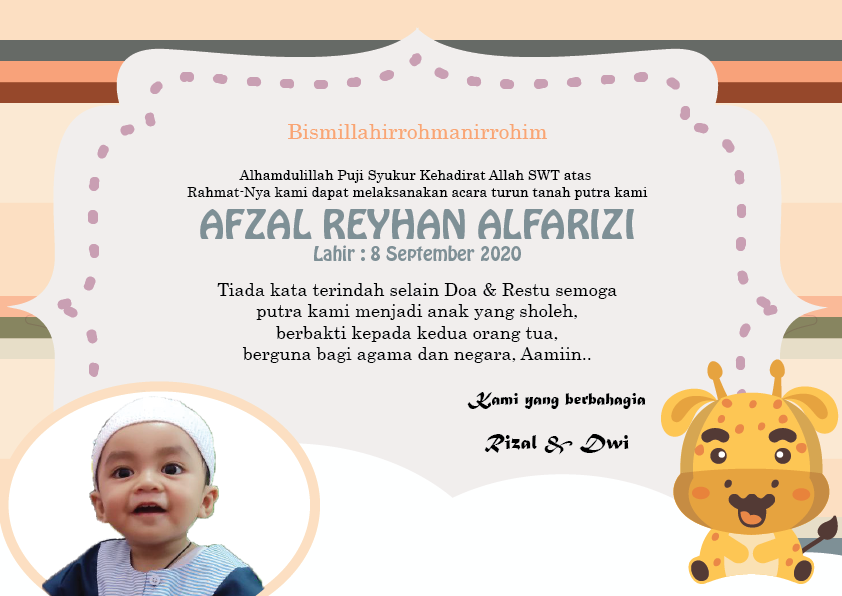 Bismillahirrohmanirrohim
Alhamdulillah Puji Syukur Kehadirat Allah SWT atas
Rahmat-Nya kami dapat melaksanakan acara turun tanah putra kami
AFZAL REYHAN ALFARIZI
Lahir : 8 September 2020
Tiada kata terindah selain Doa & Restu semoga
putra kami menjadi anak yang sholeh,
berbakti kepada kedua orang tua,
berguna bagi agama dan negara, Aamiin..
Kami yang berbahagia
Rizal & Dwi